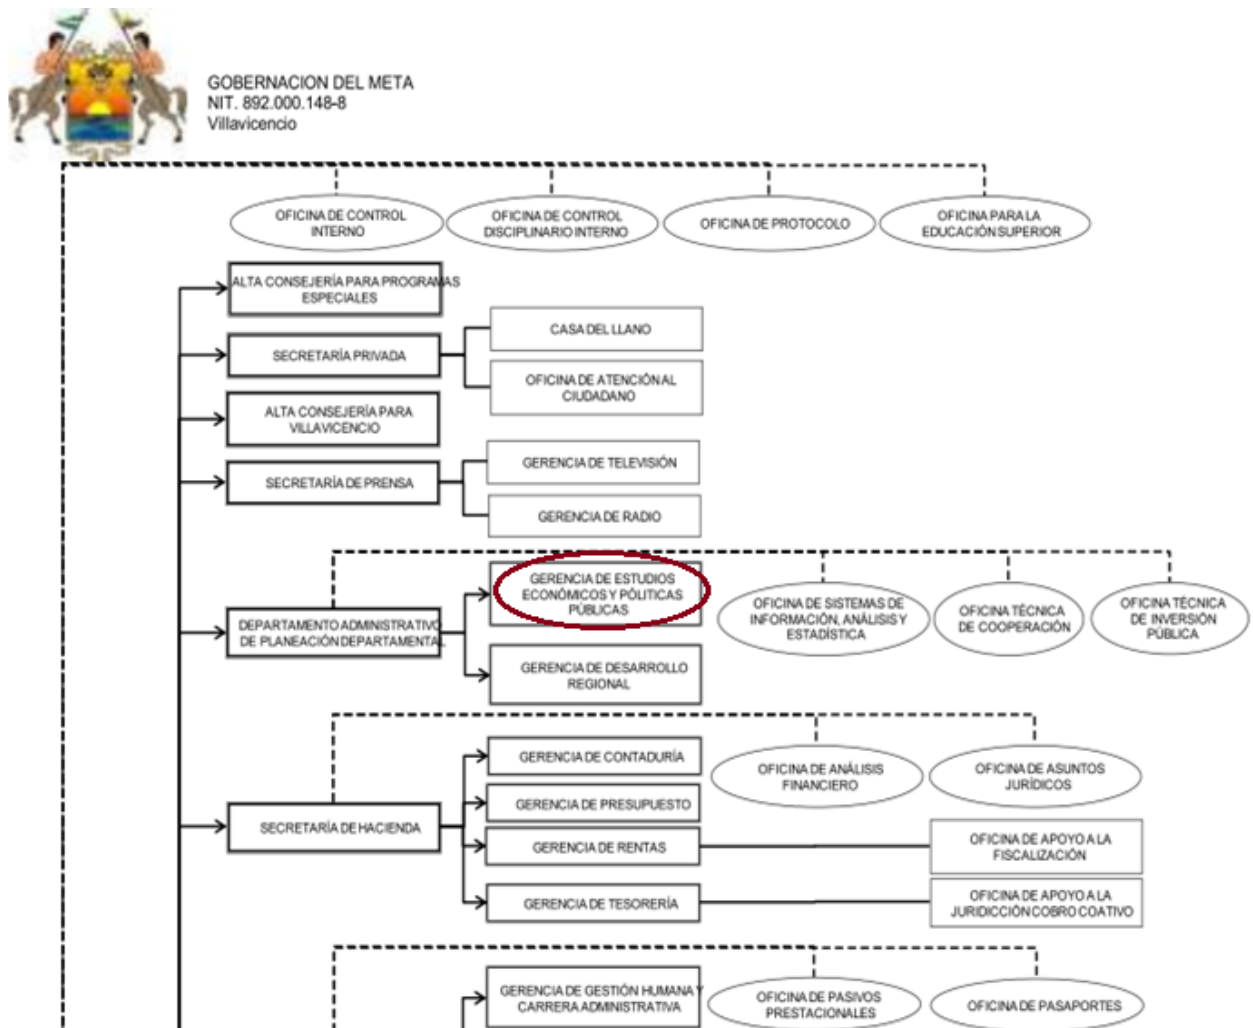 GOBERNACION DEL META
NIT. 892.000.148-8
Villavicencio
OFICINA DE CONTROL
INTERNO
OFICINA DE CONTROL
DISCIPLINARIO INTERNO
OFICINA DE PROTOCOLO
OFICINA PARA LA
EDUCACIÓN SUPERIOR
ALTA CONSEJERÍA PARA PROGRAMAS
ESPECIALES
SECRETARÍA PRIVADA
CASA DEL LLANO
OFICINA DE ATENCIÓN AL
CIUDADANO
ALTA CONSEJERÍA PARA
VILLAVICENCIO
SECRETARÍA DE PRENSA
GERENCIA DE TELEVISIÓN
GERENCIA DE RADIO
DEPARTAMENTO ADMINISTRATIVO
DE PLANEACIÓN DEPARTAMENTAL
GERENCIA DE ESTUDIOS
ECONÓMICOS Y PÓLITICAS
PÚBLICAS
OFICINA DE SISTEMAS DE
INFORMACIÓN, ANÁLISIS Y
ESTADÍSTICA
OFICINA TÉCNICA
DE COOPERACIÓN
OFICINA TÉCNICA
DE INVERSIÓN
PÚBLICA
GERENCIA DE DESARROLLO
REGIONAL
SECRETARÍA DE HACIENDA
GERENCIA DE CONTADURÍA
OFICINA DE ANÁLISIS
FINANCIERO
OFICINA DE ASUNTOS
JURÍDICOS
GERENCIA DE PRESUPUESTO
GERENCIA DE RENTAS
OFICINA DE APOYO A LA
FISCALIZACIÓN
GERENCIA DE TESORERÍA
OFICINA DE APOYO A LA
JURIDICCIÓN COBRO COATIVO
GERENCIA DE GESTIÓN HUMANA Y
CARRERA ADMINISTRATIVA
OFICINA DE PASIVOS
PRESTACIONALES
OFICINA DE PASAPORTES